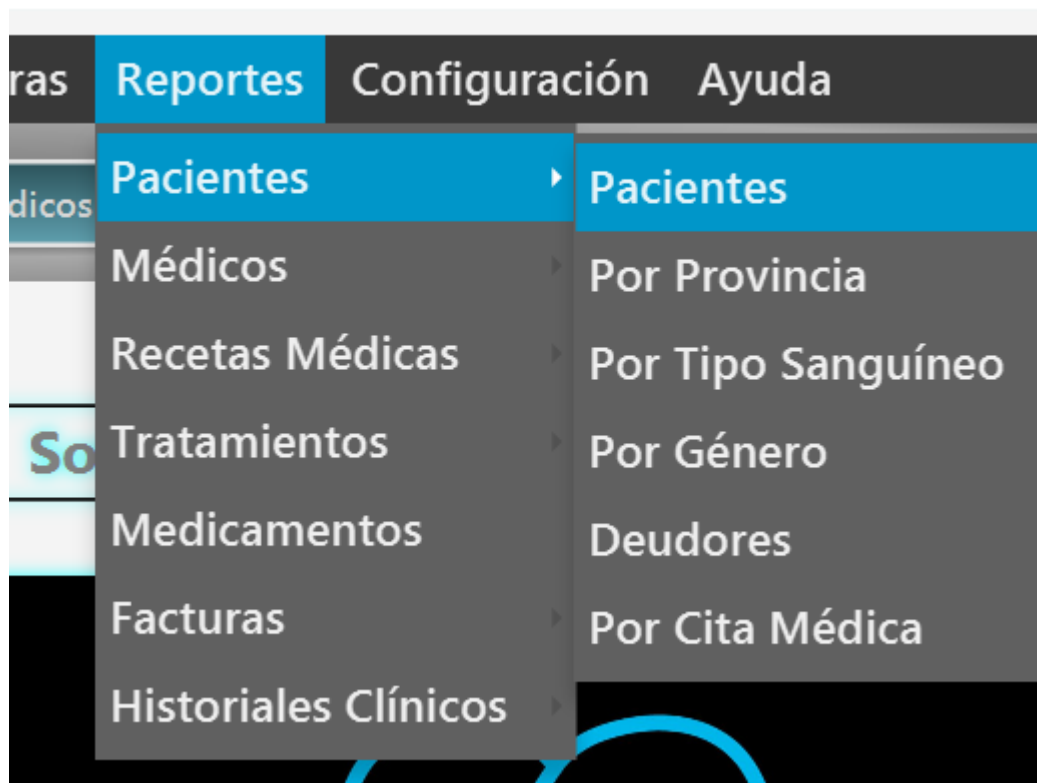 ras Reportes Configuración Ayuda
Pacientes
Médicos
Recetas Médicas
Tratamientos
Medicamentos
Facturas
Historiales Clínicos
Pacientes
Por Provincia
Por Tipo Sanguíneo
Por Género
Deudores
Por Cita Médica
dicos
So